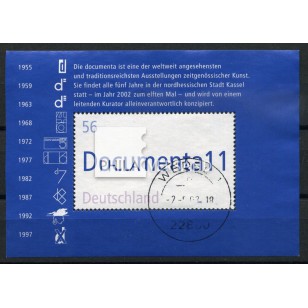 Die documenta ist eine der weltweit angesehensten
und traditionsreichsten Ausstellungen zeitgenössischer Kunst.
Sie findet alle fünf Jahre in der nordhessischen Stadt Kassel
statt – im Jahr 2002 zum elften Mal – und wird von einem
leitenden Kurator alleinverantwortlich konzipiert.
1955
1959
1963
1968
1972
1977
1982
1987
1992
1997
56
Documenta11
Deutschland